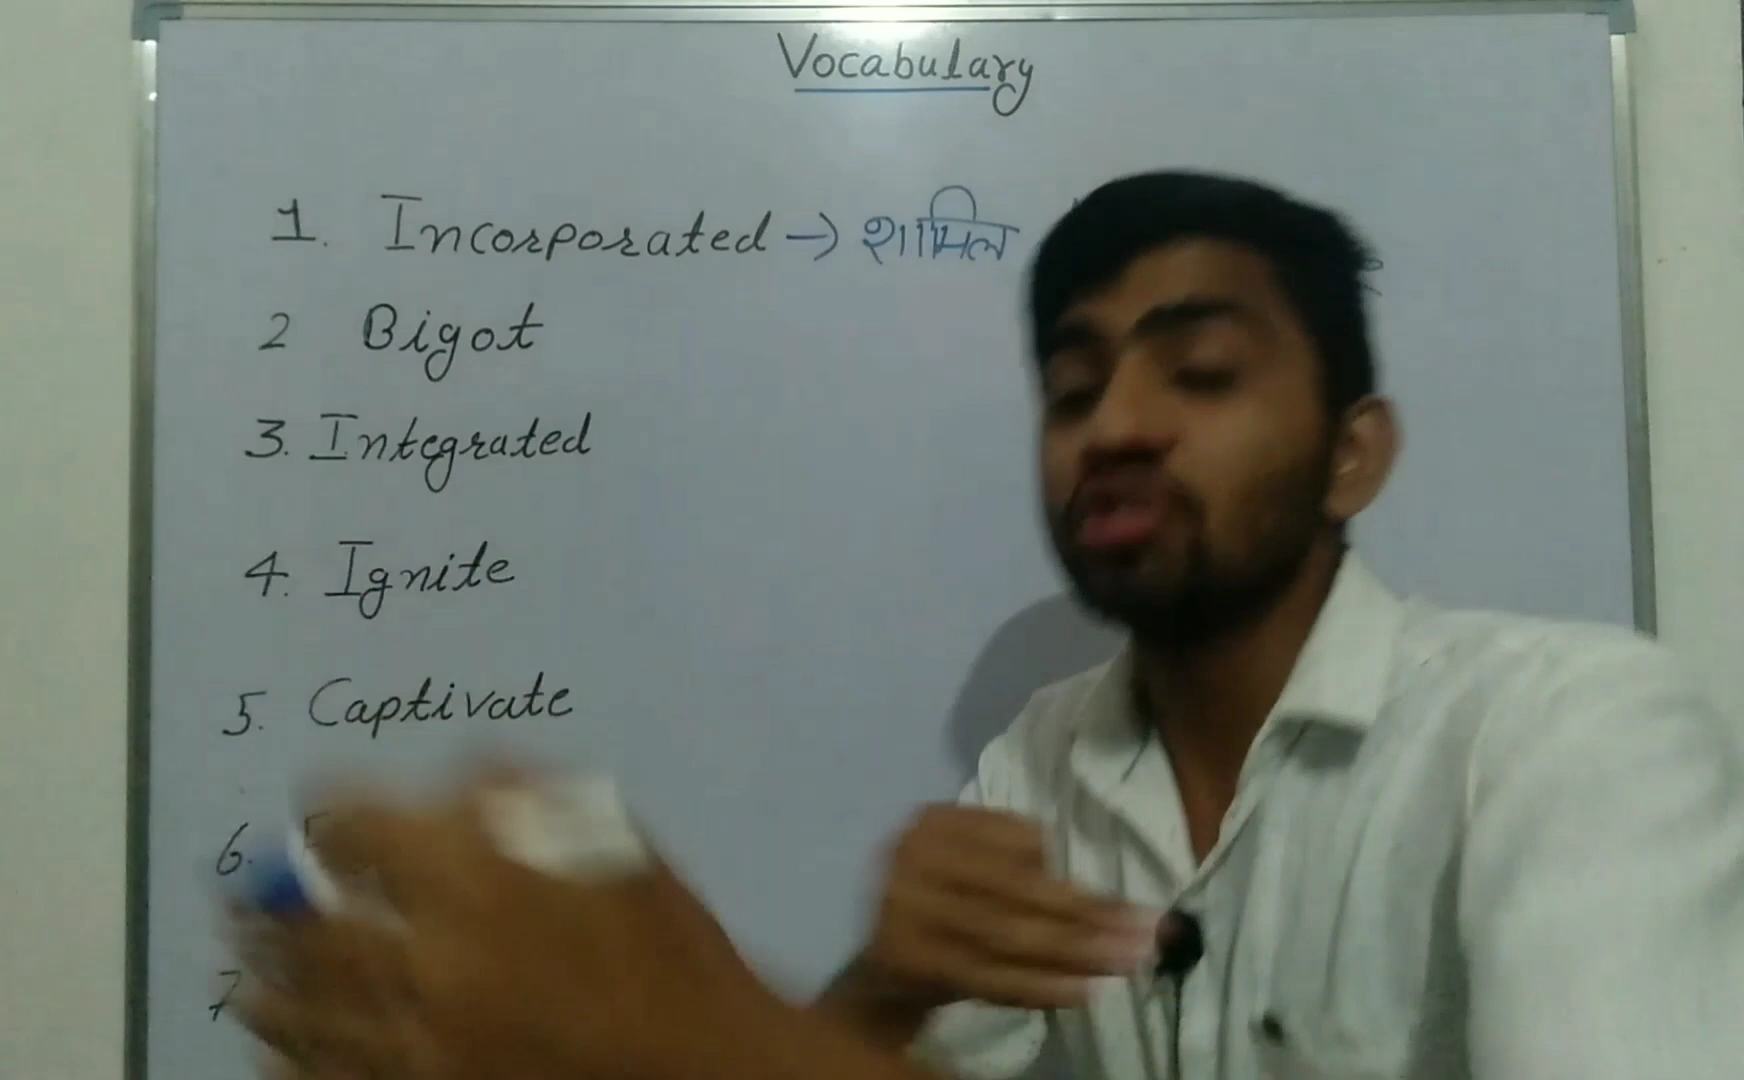 Vocabulary
1. Incorporated → शामिल
2 Bigot
3. Integrated
4. Ignite
5. Captivate
6.
7